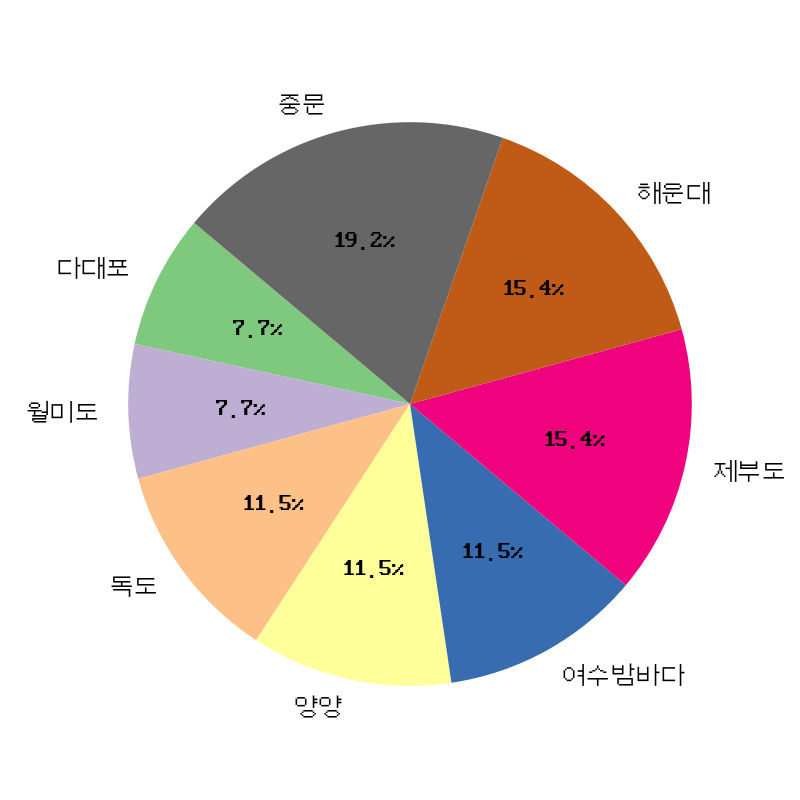 중문
해운대
19.2%
다대포
15.4%
7.7%
월미도
7.7%
15.4%
제부도
11.5%
11.5%
11.5%
독도
여수밤바다
양양